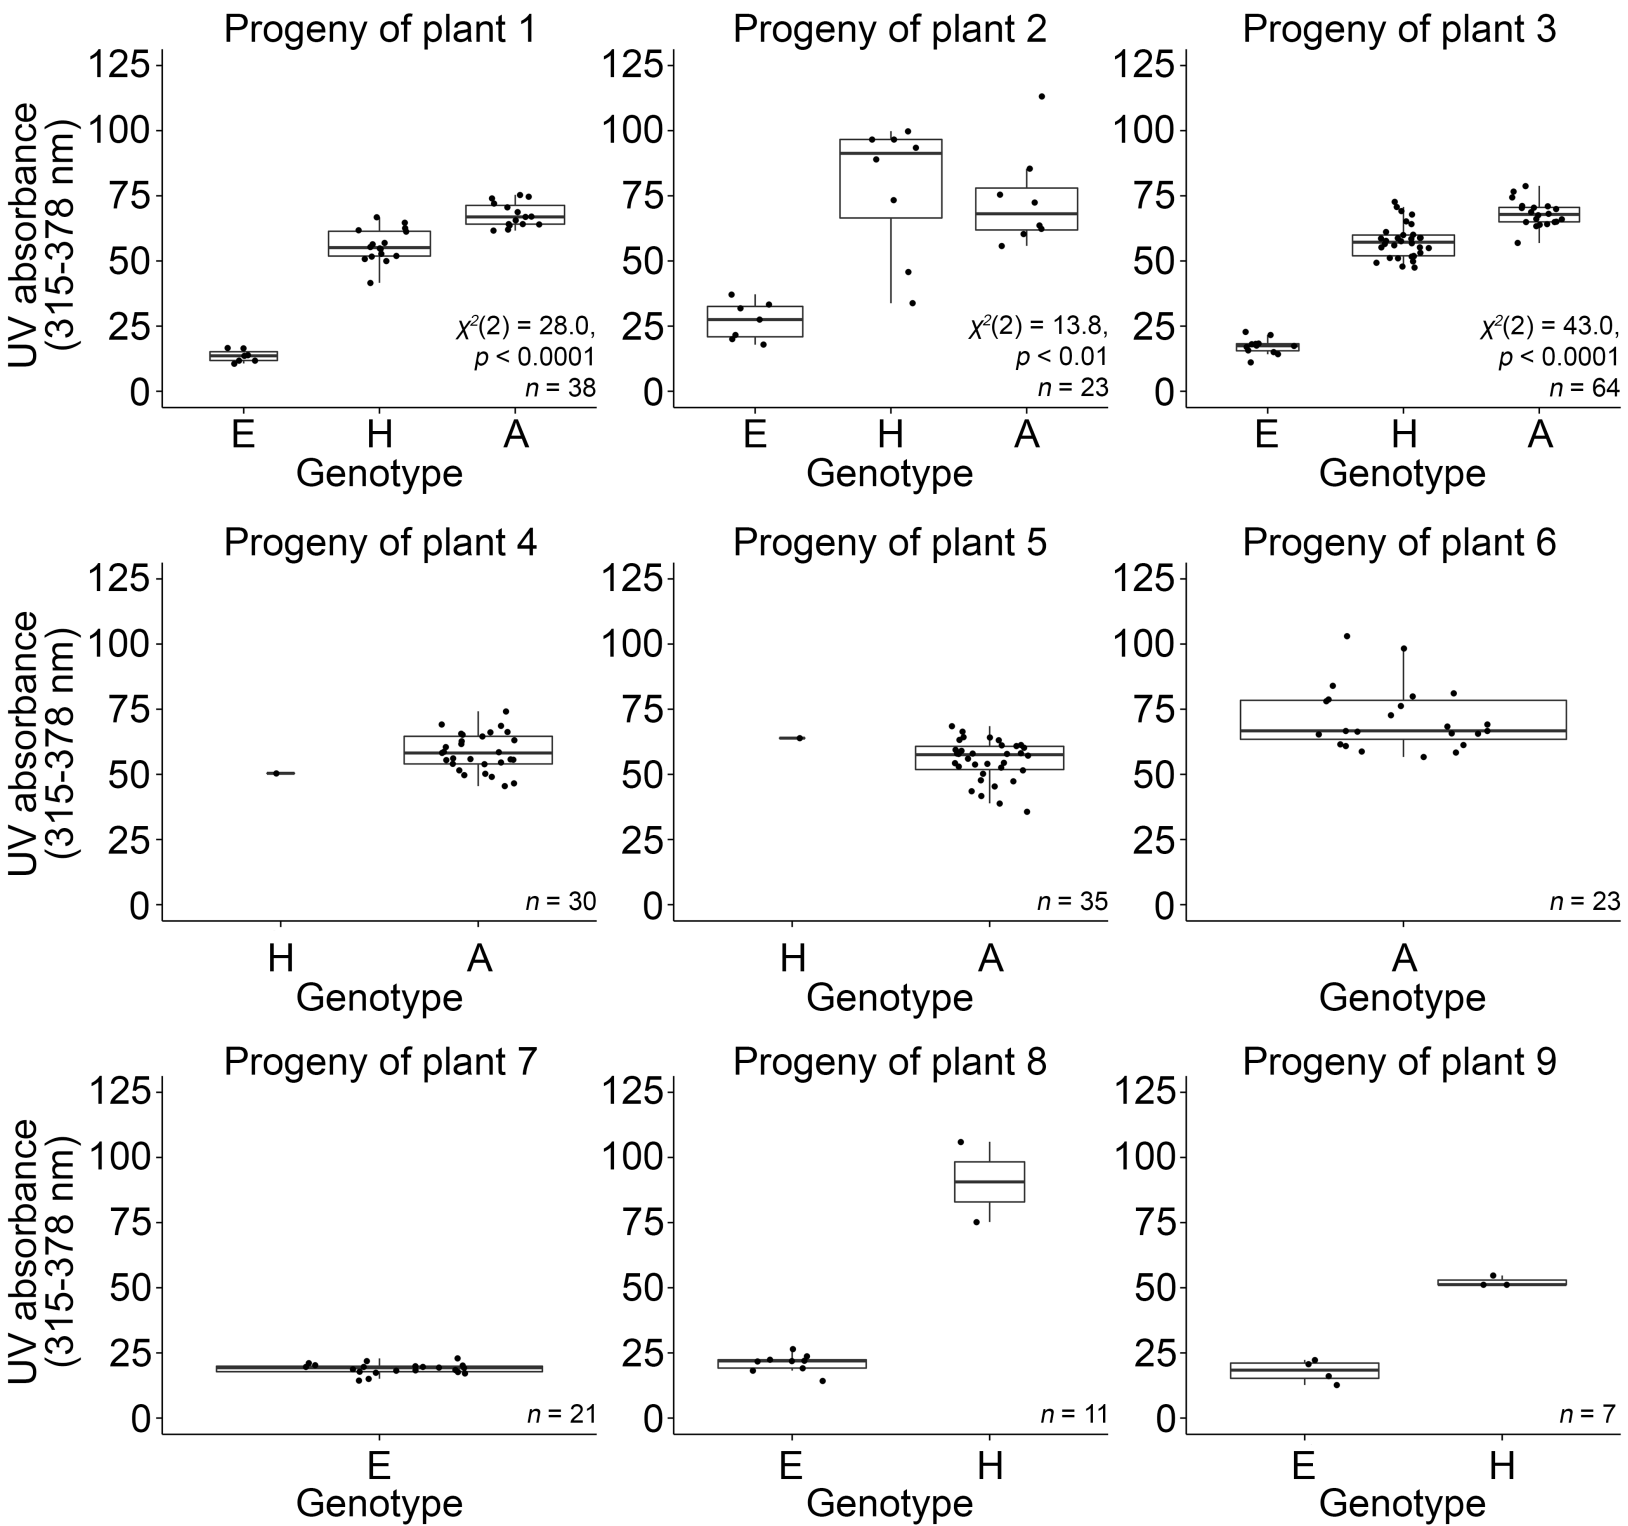 Progeny of plant 1
UV absorbance
(315-378 nm)
125
100
75
50
25
0
χ²(2) = 28.0,
p < 0.0001
n = 38
E H A
Genotype
Progeny of plant 2
125
100
75
50
25
0
χ²(2) = 13.8,
p < 0.01
n = 23
E H A
Genotype
Progeny of plant 3
125
100
75
50
25
0
χ²(2) = 43.0,
p < 0.0001
n = 64
E H A
Genotype
Progeny of plant 4
UV absorbance
(315-378 nm)
125
100
75
50
25
0
n = 30
H A
Genotype
Progeny of plant 5
125
100
75
50
25
0
n = 35
H A
Genotype
Progeny of plant 6
125
100
75
50
25
0
n = 23
A
Genotype
Progeny of plant 7
UV absorbance
(315-378 nm)
125
100
75
50
25
0
n = 21
E
Genotype
Progeny of plant 8
125
100
75
50
25
0
n = 11
E H
Genotype
Progeny of plant 9
125
100
75
50
25
0
n = 7
E H
Genotype